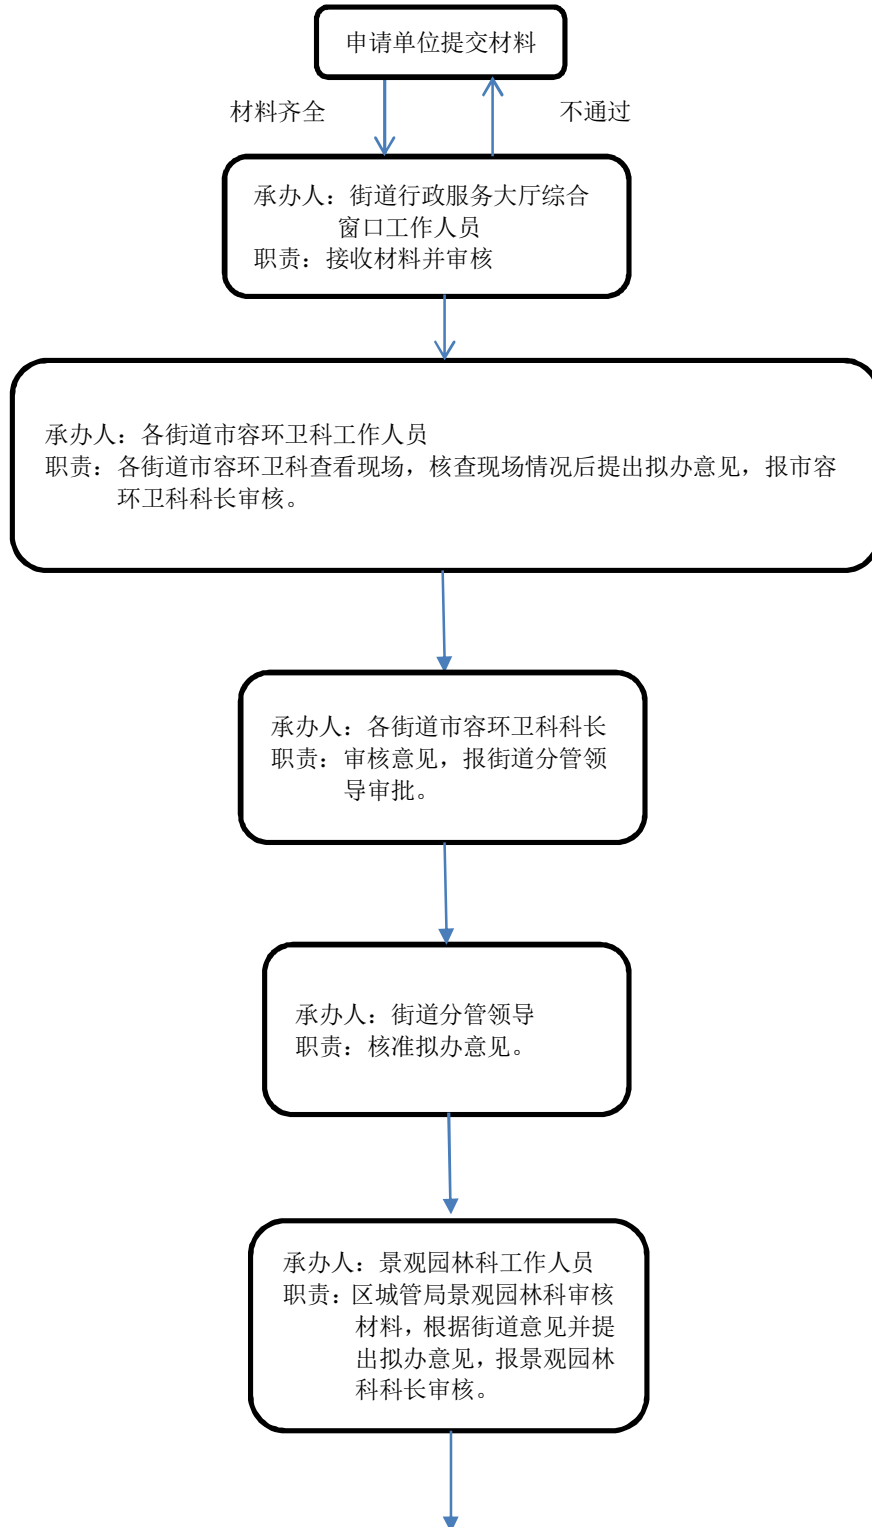 申请单位提交材料
材料齐全
不通过
承办人：街道行政服务大厅综合
窗口工作人员
职责：接收材料并审核
承办人：各街道市容环卫科工作人员
职责：各街道市容环卫科查看现场，核查现场情况后提出拟办意见，报市容
环卫科科长审核。
承办人：各街道市容环卫科科长
职责：审核意见，报街道分管领
导审批。
承办人：街道分管领导
职责：核准拟办意见。
承办人：景观园林科工作人员
职责：区城管局景观园林科审核
材料，根据街道意见并提
出拟办意见，报景观园林
科科长审核。